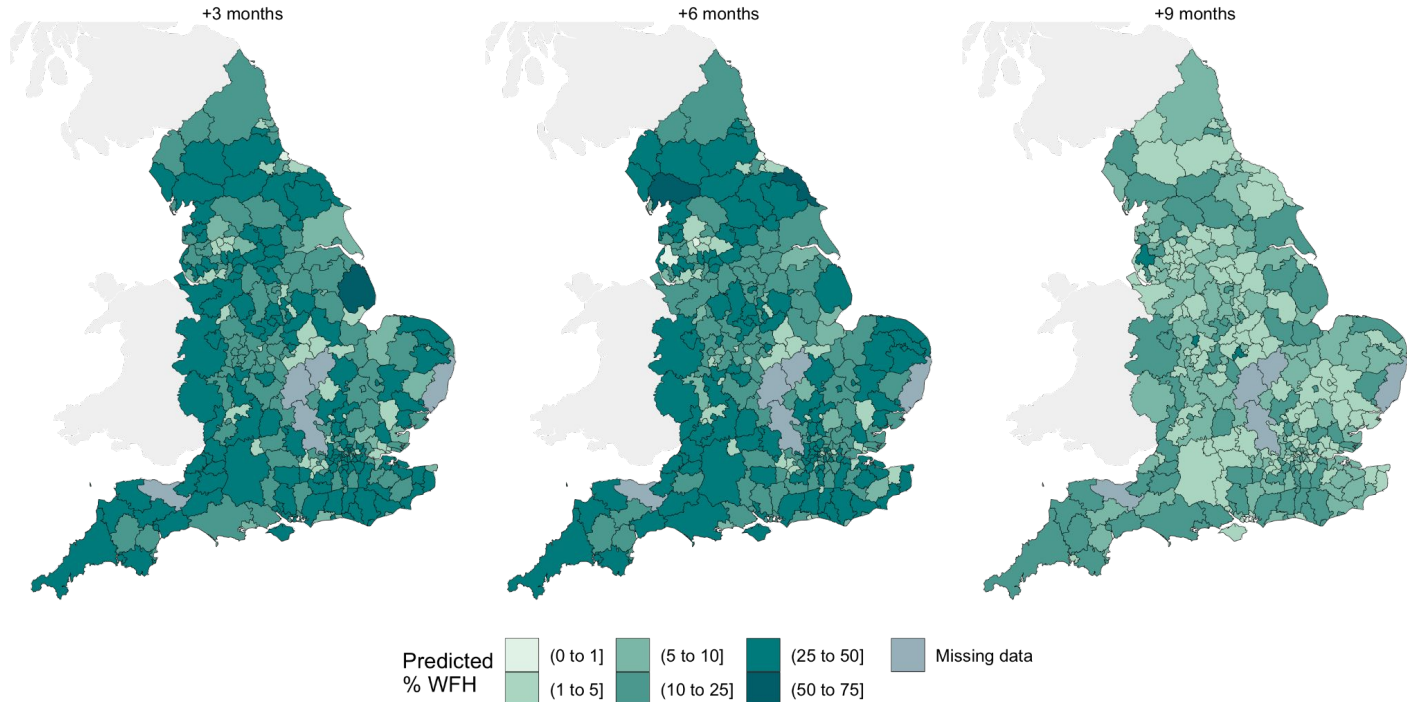 +3 months
+6 months
+9 months
Predicted
% WFH
(0 to 1]
(5 to 10]
(25 to 50]
Missing data
(1 to 5]
(10 to 25]
(50 to 75]